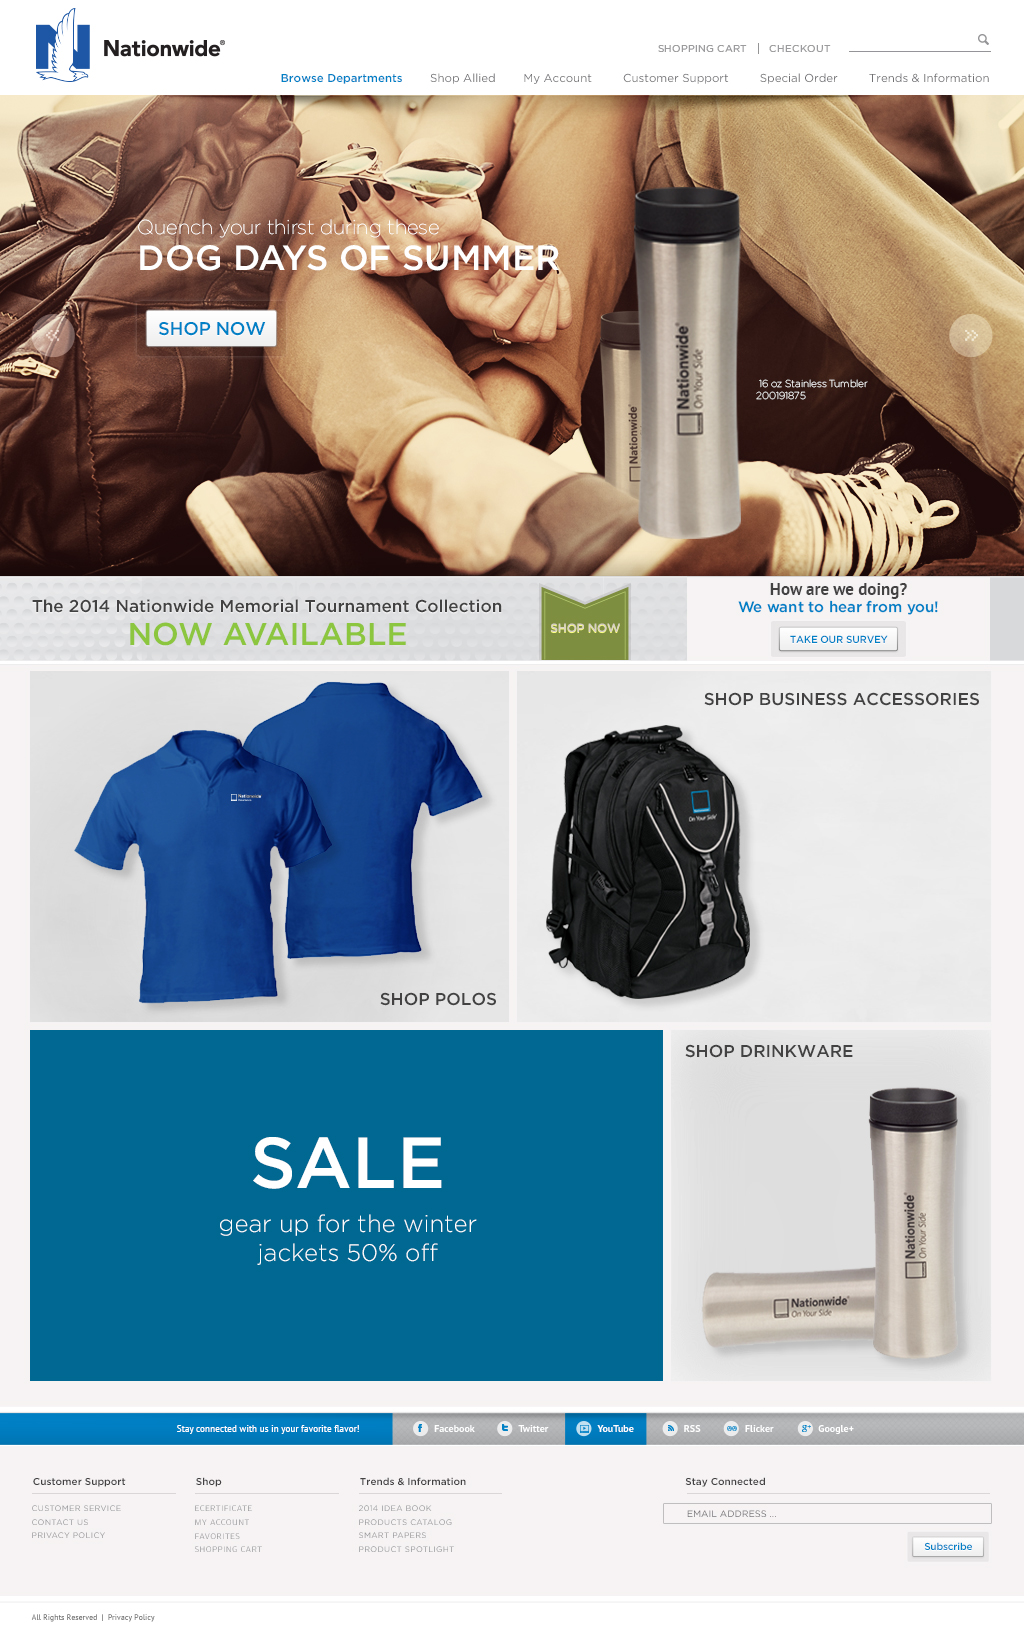 Nationwide®
SHOPPING CART | CHECKOUT
Browse Departments Shop Allied My Account Customer Support Special Order Trends & Information
Quench your thirst during these
DOG DAYS OF SUMMER
SHOP NOW
Nationwide®
On Your Side
Nationwide
16 oz Stainless Tumbler
200191875
The 2014 Nationwide Memorial Tournament Collection
NOW AVAILABLE
SHOP NOW
How are we doing?
We want to hear from you!
TAKE OUR SURVEY
Nationwide
SHOP POLOS
SHOP BUSINESS ACCESSORIES
On Your Side
SALE
gear up for the winter
jackets 50% off
SHOP DRINKWARE
Nationwide®
On Your Side
Nationwide®
On Your Side
Stay connected with us in your favorite flavor!
Facebook Twitter YouTube RSS Flicker Google+
Customer Support
CUSTOMER SERVICE
CONTACT US
PRIVACY POLICY
Shop
ECERTIFICATE
MY ACCOUNT
FAVORITES
SHOPPING CART
Trends & Information
2014 IDEA BOOK
PRODUCTS CATALOG
SMART PAPERS
PRODUCT SPOTLIGHT
Stay Connected
EMAIL ADDRESS ...
Subscribe
All Rights Reserved | Privacy Policy